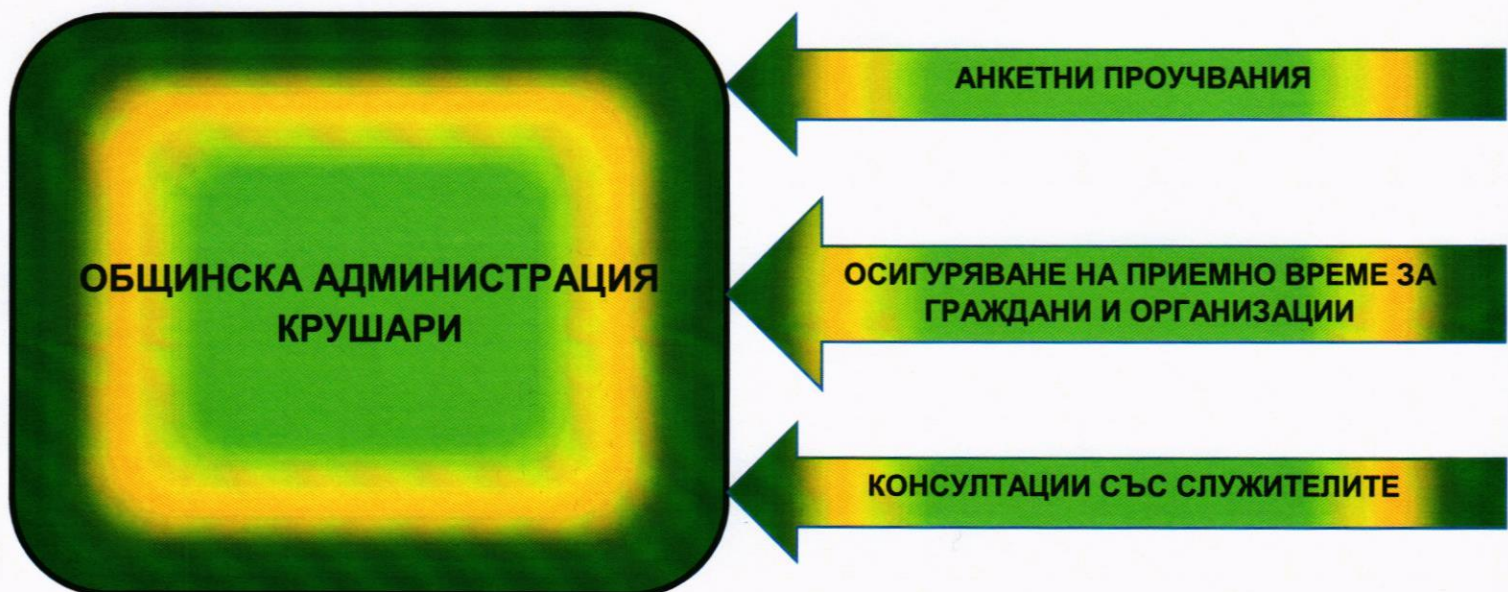 ОБЩИНСКА АДМИНИСТРАЦИЯ
КРУШАРИ
АНКЕТНИ ПРОУЧВАНИЯ
ОСИГУРЯВАНЕ НА ПРИЕМНО ВРЕМЕ ЗА
ГРАЖДАНИ И ОРГАНИЗАЦИИ
КОНСУЛТАЦИИ СЪС СЛУЖИТЕЛИТЕ